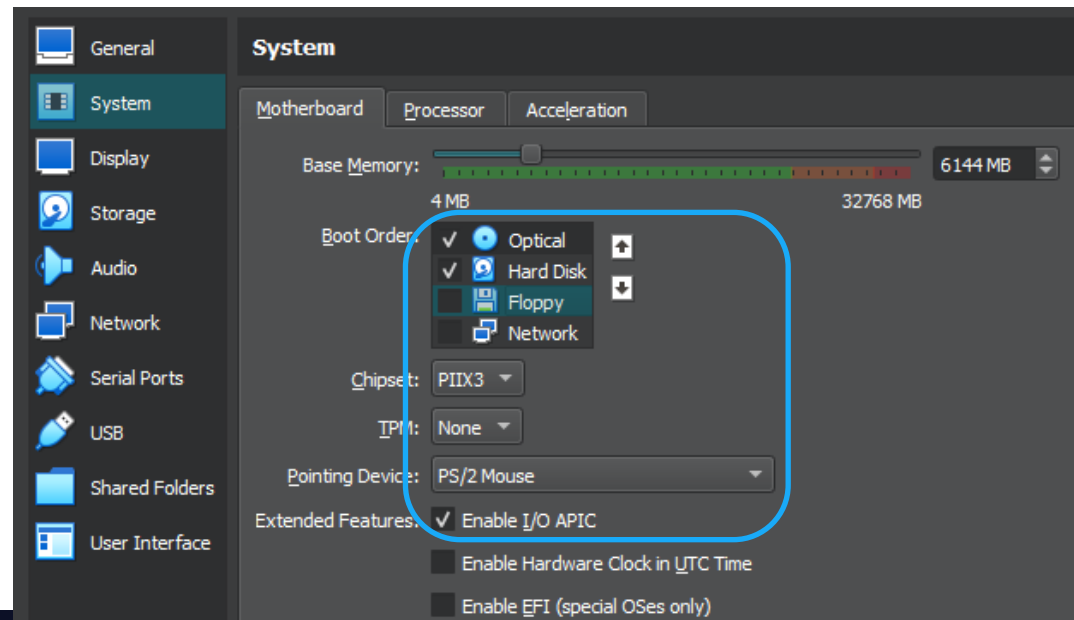 General
System
Display
Storage
Audio
Network
Serial Ports
USB
Shared Folders
User Interface
System
Motherboard Processor Acceleration
Base Memory: 6144 MB
4 MB 32768 MB
Boot Order: Optical
Hard Disk
Floppy
Network
Chipset: PIIX3
TPM: None
Pointing Device: PS/2 Mouse
Extended Features: Enable I/O APIC
Enable Hardware Clock in UTC Time
Enable EFI (special OSes only)